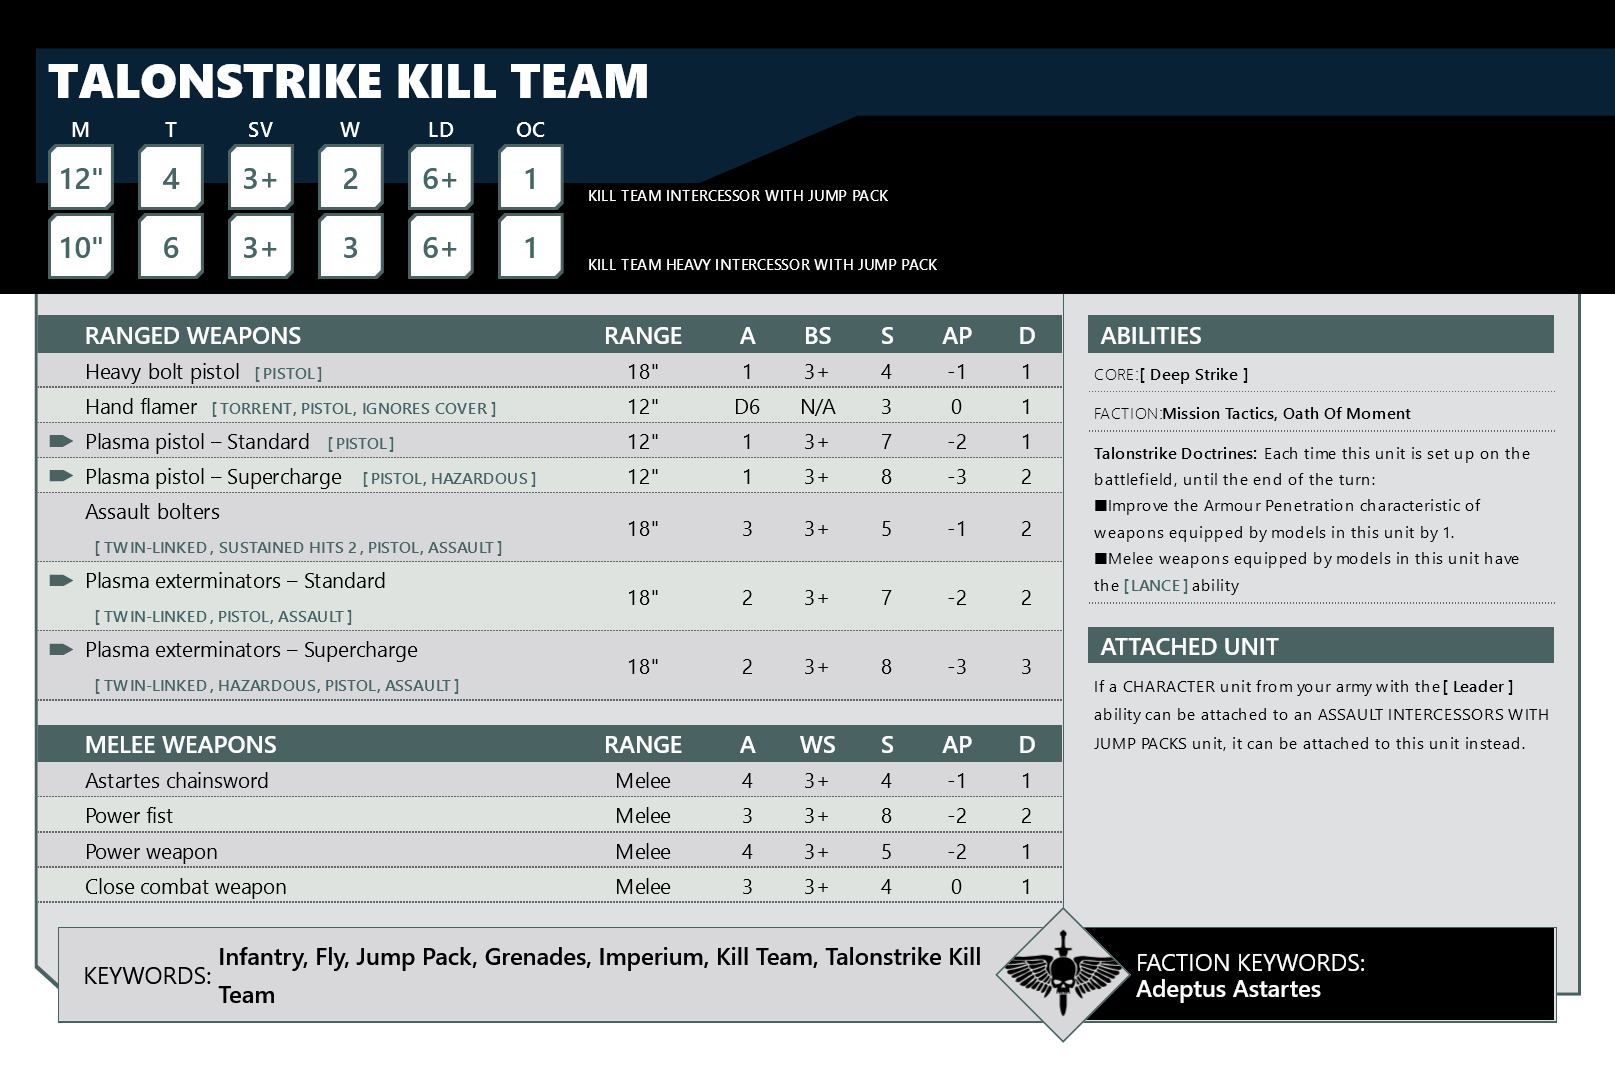 TALONSTRIKE KILL TEAM
M T SV W LD OC
12" 4 3+ 2 6+ 1 KILL TEAM INTERCESSOR WITH JUMP PACK
10" 6 3+ 3 6+ 1 KILL TEAM HEAVY INTERCESSOR WITH JUMP PACK
RANGED WEAPONS RANGE A BS S AP D
Heavy bolt pistol [PISTOL] 18" 1 3+ 4 -1 1
Hand flamer [TORRENT, PISTOL, IGNORES COVER] 12" D6 N/A 3 0 1
Plasma pistol – Standard [PISTOL] 12" 1 3+ 7 -2 1
Plasma pistol – Supercharge [PISTOL, HAZARDOUS] 12" 1 3+ 8 -3 2
Assault bolters
[TWIN-LINKED, SUSTAINED HITS 2, PISTOL, ASSAULT] 18" 3 3+ 5 -1 2
Plasma exterminators – Standard
[TWIN-LINKED, PISTOL, ASSAULT] 18" 2 3+ 7 -2 2
Plasma exterminators – Supercharge
[TWIN-LINKED, HAZARDOUS, PISTOL, ASSAULT] 18" 2 3+ 8 -3 3
MELEE WEAPONS RANGE A WS S AP D
Astartes chainsword Melee 4 3+ 4 -1 1
Power fist Melee 3 3+ 8 -2 2
Power weapon Melee 4 3+ 5 -2 1
Close combat weapon Melee 3 3+ 4 0 1
ABILITIES
CORE:[ Deep Strike ]
FACTION:Mission Tactics, Oath Of Moment
Talonstrike Doctrines: Each time this unit is set up on the
battlefield, until the end of the turn:
■Improve the Armour Penetration characteristic of
weapons equipped by models in this unit by 1.
■Melee weapons equipped by models in this unit have
the [LANCE] ability
ATTACHED UNIT
If a CHARACTER unit from your army with the[ Leader ]
ability can be attached to an ASSAULT INTERCESSORS WITH
JUMP PACKS unit, it can be attached to this unit instead.
KEYWORDS: Infantry, Fly, Jump Pack, Grenades, Imperium, Kill Team, Talonstrike Kill
Team
FACTION KEYWORDS:
Adeptus Astartes